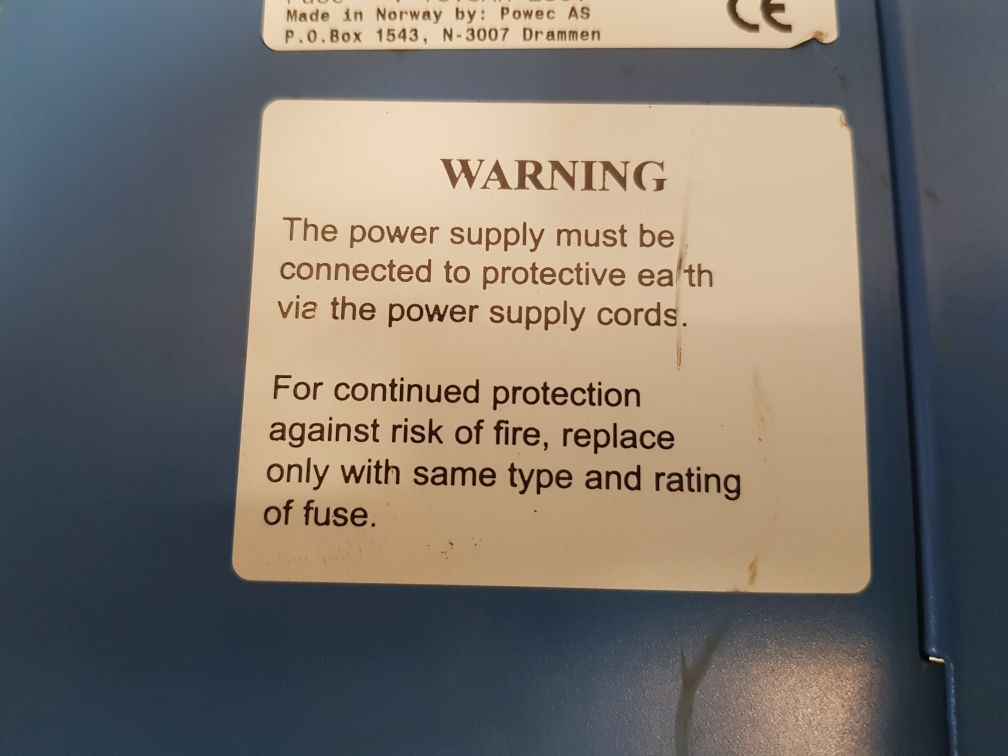 Made in Norway by: Powec AS
P.O.Box 1543, N-3007 Drammen
CE
WARNING
The power supply must be
connected to protective earth
via the power supply cords.
For continued protection
against risk of fire, replace
only with same type and rating
of fuse.